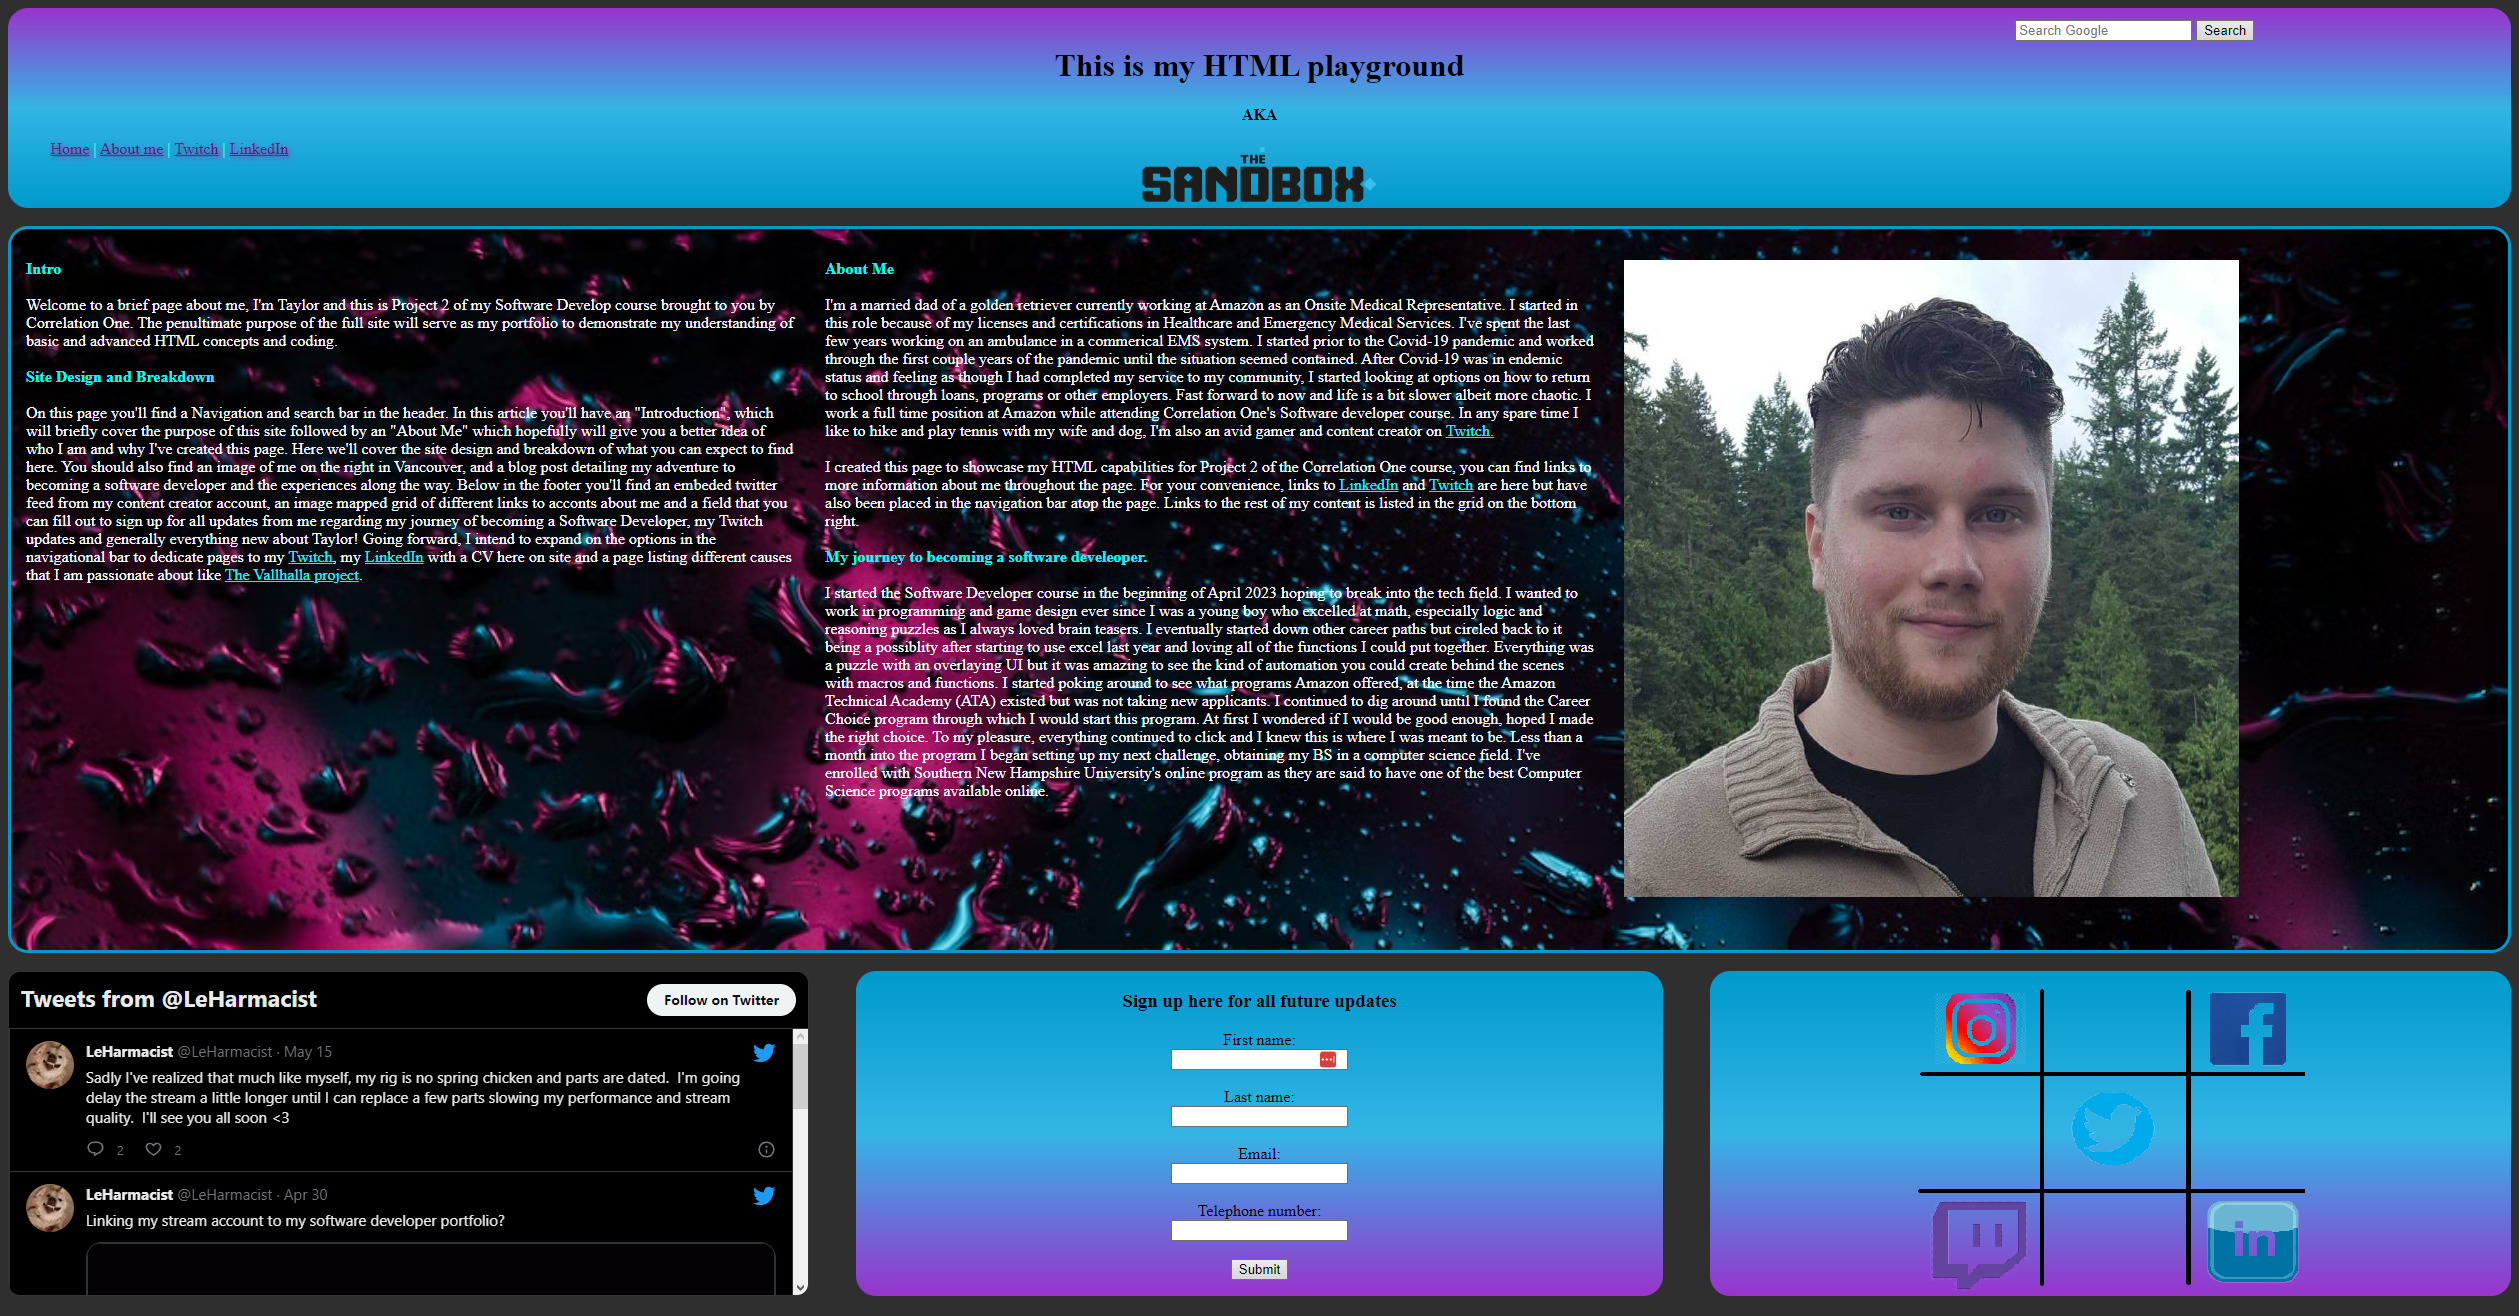 Search Google Search
This is my HTML playground
AKA
Home | About me | Twitch | LinkedIn
THE
SANDBOX
Intro
Welcome to a brief page about me, I'm Taylor and this is Project 2 of my Software Develop course brought to you by
Correlation One. The penultimate purpose of the full site will serve as my portfolio to demonstrate my understanding of
basic and advanced HTML concepts and coding.
Site Design and Breakdown
On this page you'll find a Navigation and search bar in the header. In this article you'll have an "Introduction", which
will briefly cover the purpose of this site followed by an "About Me" which hopefully will give you a better idea of
who I am and why I've created this page. Here we'll cover the site design and breakdown of what you can expect to find
here. You should also find an image of me on the right in Vancouver, and a blog post detailing my adventure to
becoming a software developer and the experiences along the way. Below in the footer you'll find an embeded twitter
feed from my content creator account, an image mapped grid of different links to acconts about me and a field that you
can fill out to sign up for all updates from me regarding my journey of becoming a Software Developer, my Twitch
updates and generally everything new about Taylor! Going forward, I intend to expand on the options in the
navigational bar to dedicate pages to my Twitch, my LinkedIn with a CV here on site and a page listing different causes
that I am passionate about like The Vallhalla project.
About Me
I'm a married dad of a golden retriever currently working at Amazon as an Onsite Medical Representative. I started in
this role because of my licenses and certifications in Healthcare and Emergency Medical Services. I've spent the last
few years working on an ambulance in a commerical EMS system. I started prior to the Covid-19 pandemic and worked
through the first couple years of the pandemic until the situation seemed contained. After Covid-19 was in endemic
status and feeling as though I had completed my service to my community, I started looking at options on how to return
to school through loans, programs or other employers. Fast forward to now and life is a bit slower albeit more chaotic. I
work a full time position at Amazon while attending Correlation One's Software developer course. In any spare time I
like to hike and play tennis with my wife and dog, I'm also an avid gamer and content creator on Twitch.
I created this page to showcase my HTML capabilities for Project 2 of the Correlation One course, you can find links to
more information about me throughout the page. For your convenience, links to LinkedIn and Twitch are here but have
also been placed in the navigation bar atop the page. Links to the rest of my content is listed in the grid on the bottom
right.
My journey to becoming a software develeoper.
I started the Software Developer course in the beginning of April 2023 hoping to break into the tech field. I wanted to
work in programming and game design ever since I was a young boy who excelled at math, especially logic and
reasoning puzzles as I always loved brain teasers. I eventually started down other career paths but circled back to it
being a possiblity after starting to use excel last year and loving all of the functions I could put together. Everything was
a puzzle with an overlaying UI but it was amazing to see the kind of automation you could create behind the scenes
with macros and functions. I started poking around to see what programs Amazon offered, at the time the Amazon
Technical Academy (ATA) existed but was not taking new applicants. I continued to dig around until I found the Career
Choice program through which I would start this program. At first I wondered if I would be good enough, hoped I made
the right choice. To my pleasure, everything continued to click and I knew this is where I was meant to be. Less than a
month into the program I began setting up my next challenge, obtaining my BS in a computer science field. I've
enrolled with Southern New Hampshire University's online program as they are said to have one of the best Computer
Science programs available online.
Tweets from @LeHarmacist Follow on Twitter
LeHarmacist @LeHarmacist · May 15
Sadly I've realized that much like myself, my rig is no spring chicken and parts are dated. I'm going
delay the stream a little longer until I can replace a few parts slowing my performance and stream
quality. I'll see you all soon <3
2 2
LeHarmacist @LeHarmacist · Apr 30
Linking my stream account to my software developer portfolio?
Sign up here for all future updates
First name:
Last name:
Email:
Telephone number:
Submit
in